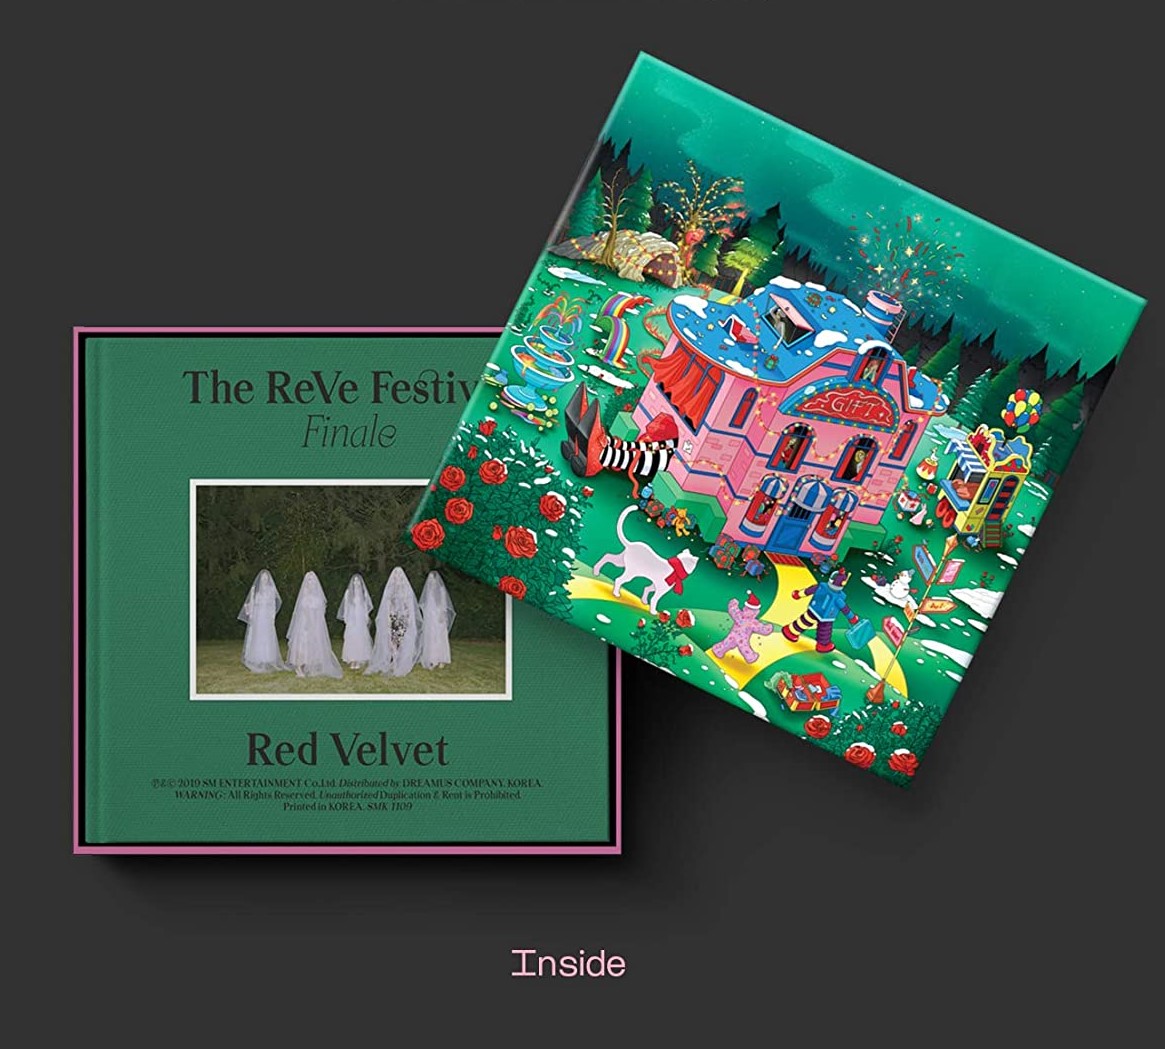 The ReVe Festiv
Finale
Red Velvet
℗&© 2019 SM ENTERTAINMENT Co.,Ltd. Distributed by DREAMUS COMPANY. KOREA.
WARNING: All Rights Reserved. Unauthorized Duplication & Rent is Prohibited.
Printed in KOREA. SMK 1109
GIFT
Inside